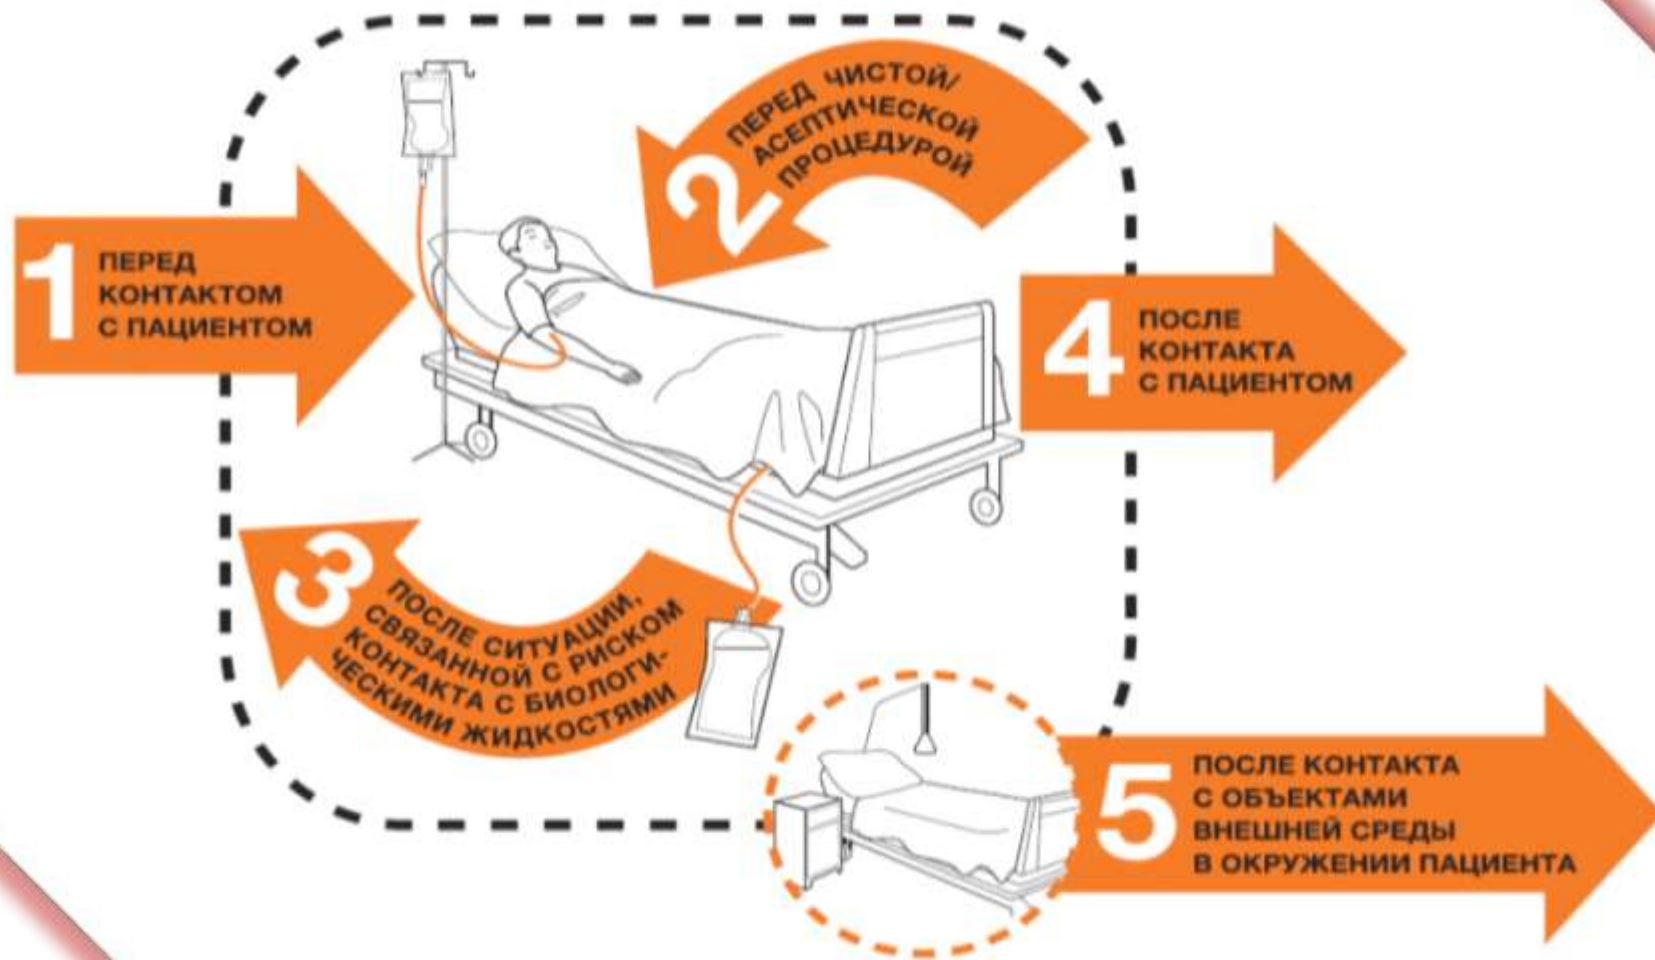 1
ПЕРЕД
КОНТАКТОМ
С ПАЦИЕНТОМ
2
ПЕРЕД ЧИСТОЙ/
АСЕПТИЧЕСКОЙ
ПРОЦЕДУРОЙ
3
ПОСЛЕ СИТУАЦИИ,
СВЯЗАННОЙ С РИСКОМ
КОНТАКТА С БИОЛОГИ-
ЧЕСКИМИ ЖИДКОСТЯМИ
4
ПОСЛЕ
КОНТАКТА
С ПАЦИЕНТОМ
5
ПОСЛЕ КОНТАКТА
С ОБЪЕКТАМИ
ВНЕШНЕЙ СРЕДЫ
В ОКРУЖЕНИИ ПАЦИЕНТА